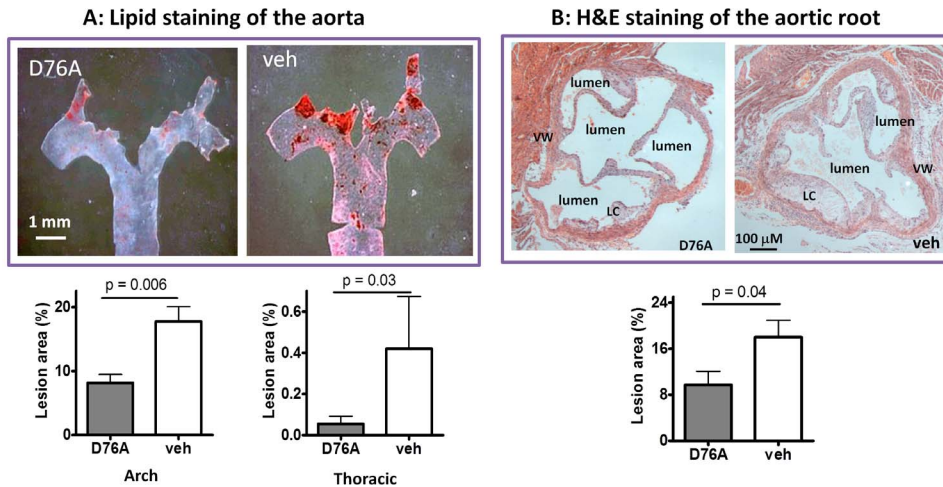 A: Lipid staining of the aorta
D76A
veh
1 mm
B: H&E staining of the aortic root
lumen
lumen
VW
lumen
LC
D76A
lumen
lumen
VW
LC
100 µM
veh
p = 0.006
Lesion area (%)
20
10
0
D76A
veh
Arch
p = 0.03
Lesion area (%)
0.6
0.4
0.2
0.0
D76A
veh
Thoracic
p = 0.04
Lesion area (%)
24
16
8
0
D76A
veh